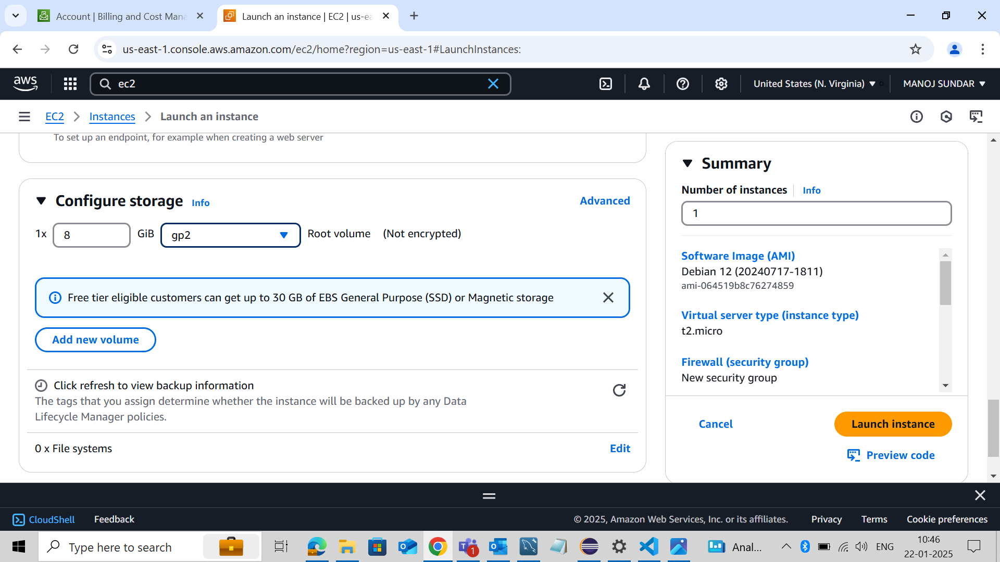 Account | Billing and Cost Mana
Launch an instance | EC2 | us-ea
us-east-1.console.aws.amazon.com/ec2/home?region=us-east-1#LaunchInstances:
aws
ec2
United States (N. Virginia)
MANOJ SUNDAR
EC2
Instances
Launch an instance
To set up an endpoint, for example when creating a web server
Configure storage
Info
Advanced
1x
8
GiB
gp2
Root volume
(Not encrypted)
Free tier eligible customers can get up to 30 GB of EBS General Purpose (SSD) or Magnetic storage
Add new volume
Click refresh to view backup information
The tags that you assign determine whether the instance will be backed up by any Data
Lifecycle Manager policies.
0 x File systems
Edit
Summary
Number of instances
Info
1
Software Image (AMI)
Debian 12 (20240717-1811)
ami-064519b8c76274859
Virtual server type (instance type)
t2.micro
Firewall (security group)
New security group
Cancel
Launch instance
Preview code
CloudShell
Feedback
© 2025, Amazon Web Services, Inc. or its affiliates.
Privacy
Terms
Cookie preferences
Type here to search
1
Anal...
ENG
10:46
22-01-2025